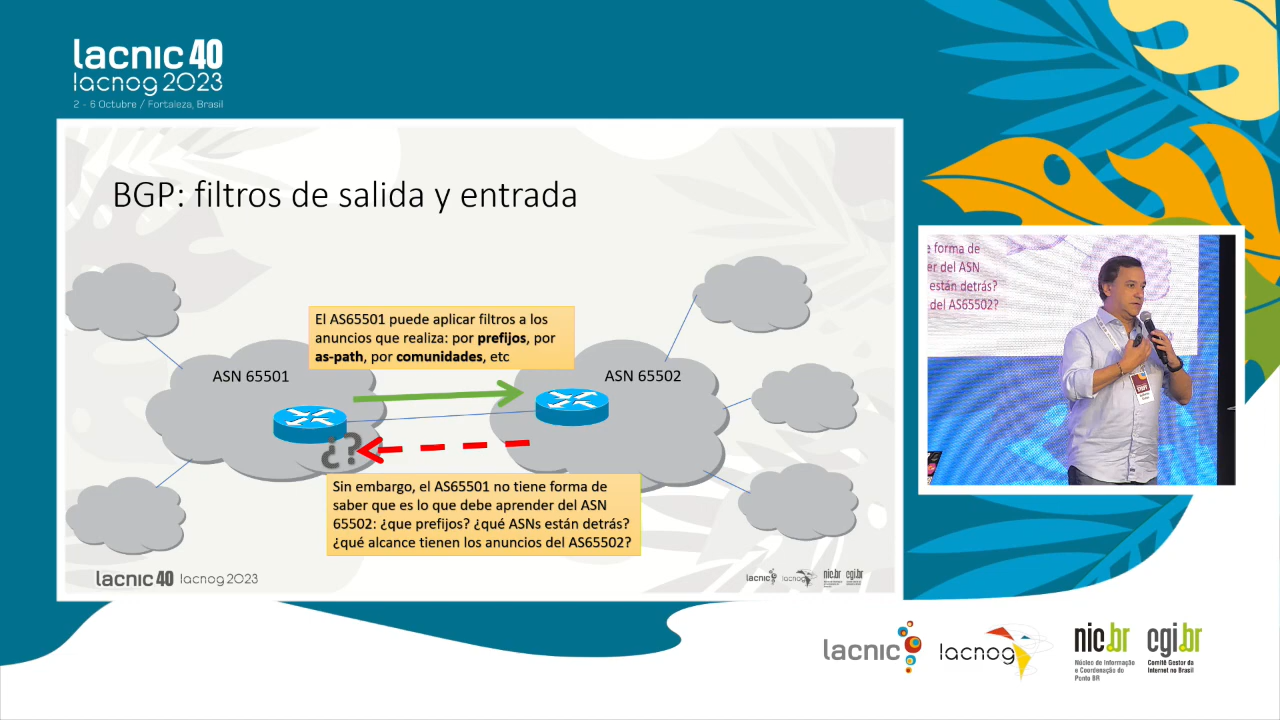 lacnic 40
lacnog 2023
2 - 6 Octubre / Fortaleza, Brasil
BGP: filtros de salida y entrada
El AS65501 puede aplicar filtros a los
anuncios que realiza: por prefijos, por
as-path, por comunidades, etc
ASN 65501
ASN 65502
¿?
Sin embargo, el AS65501 no tiene forma de
saber que es lo que debe aprender del ASN
65502: ¿que prefijos? ¿qué ASNs están detrás?
¿qué alcance tienen los anuncios del AS65502?
lacnic 40 lacnog 2023
lacnic lacnog nic.br cgi.br
e forma de
er del ASN
están detrás?
del AS65502?
lacnic
lacnog
nic.br
Núcleo de Informação
e Coordenação do
Ponto BR
cgi.br
Comitê Gestor da
Internet no Brasil